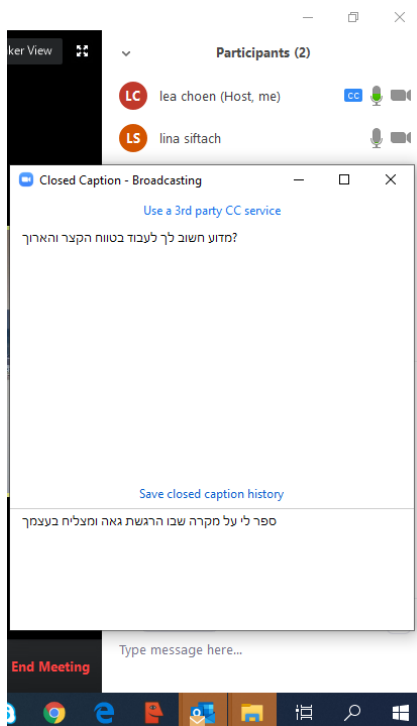 ker View
Participants (2)
LC lea choen (Host, me) CC
LS lina siftach
Closed Caption - Broadcasting
Use a 3rd party CC service
מדוע חשוב לך לעבוד בטווח הקצר והארוך?
Save closed caption history
ספר לי על מקרה שבו הרגשת גאה ומצליח בעצמך
Type message here...
End Meeting